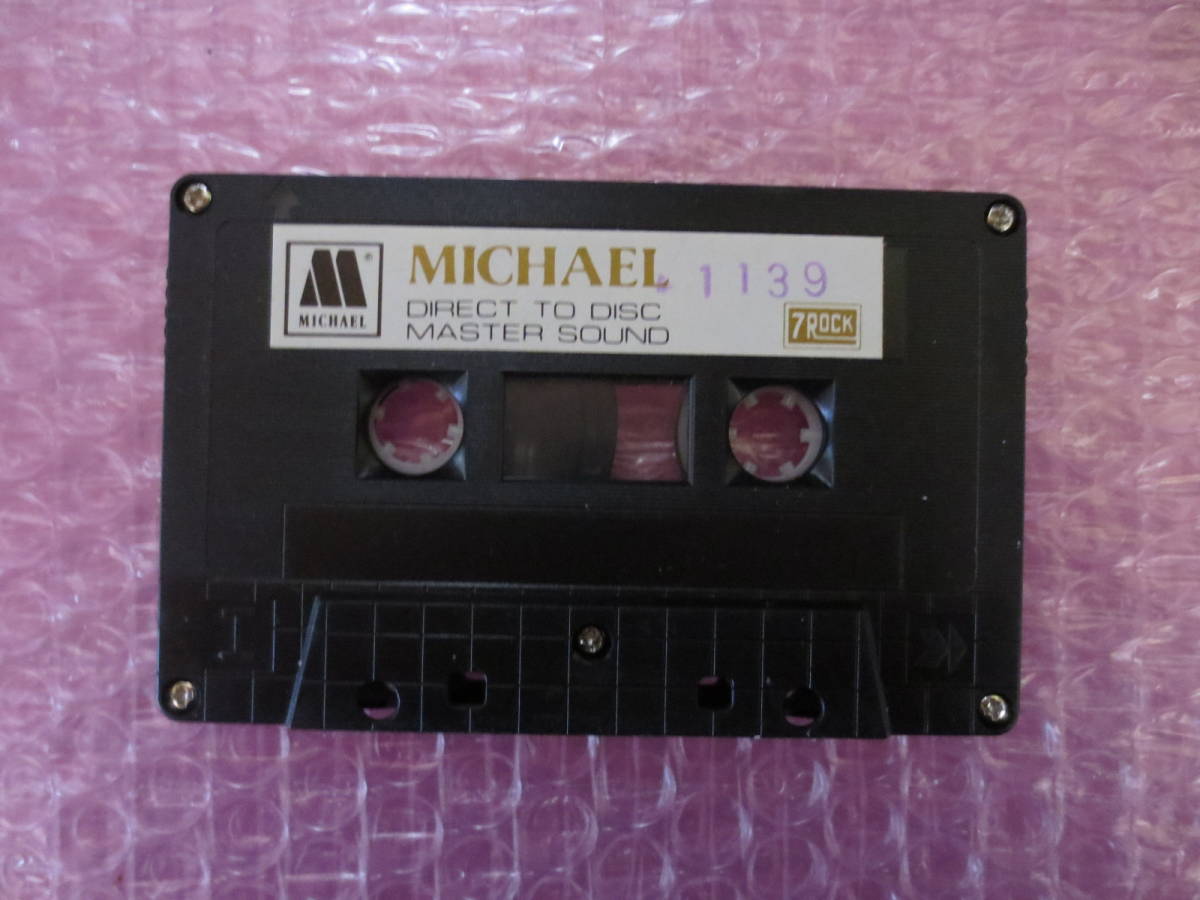 MICHAEL
MICHAEL
1139
DIRECT TO DISC
MASTER SOUND
7ROCK